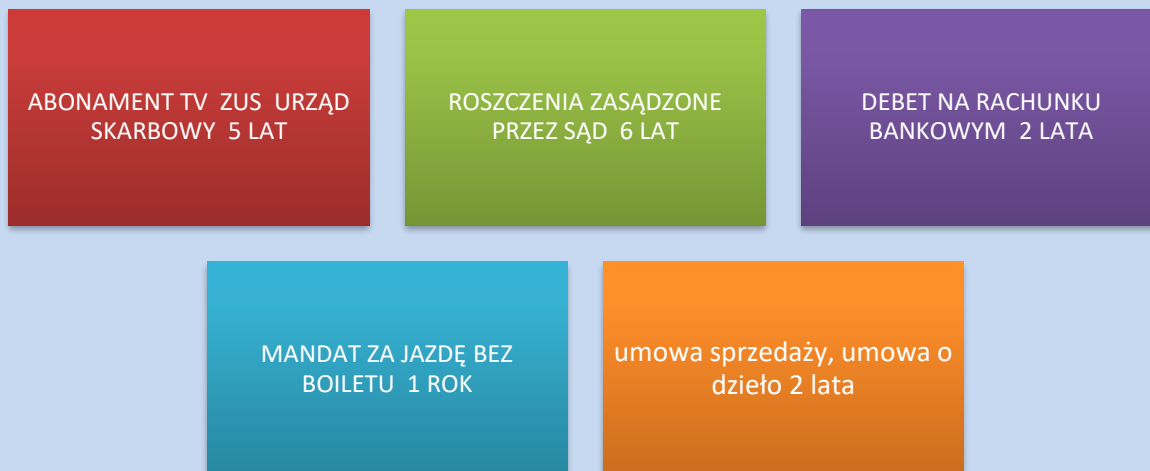 ABONAMENT TV  ZUS  URZĄD
SKARBOWY  5 LAT
ROSZCZENIA ZASĄDZONE
PRZEZ SĄD  6 LAT
DEBET NA RACHUNKU
BANKOWYM  2 LATA
MANDAT ZA JAZDĘ BEZ
BOILETU  1 ROK
umowa sprzedaży, umowa o
dzieło 2 lata